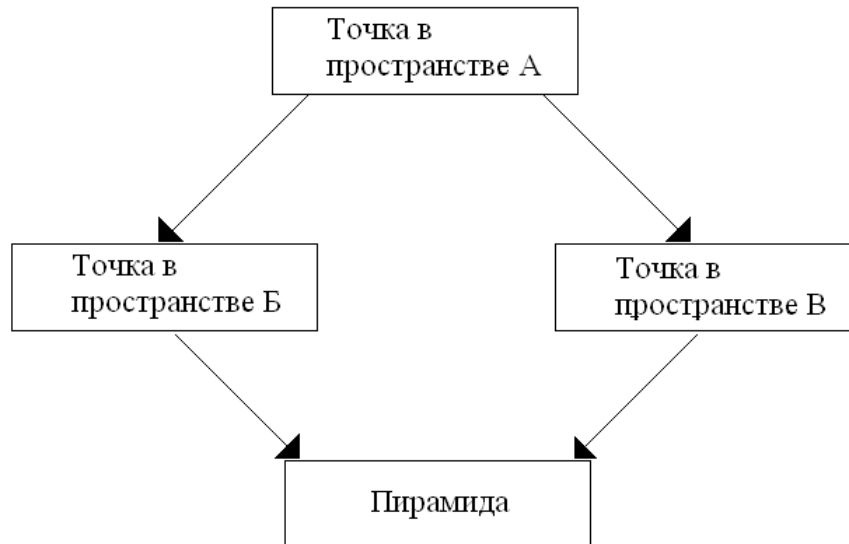 Точка в
пространстве А
Точка в
пространстве Б
Точка в
пространстве В
Пирамида